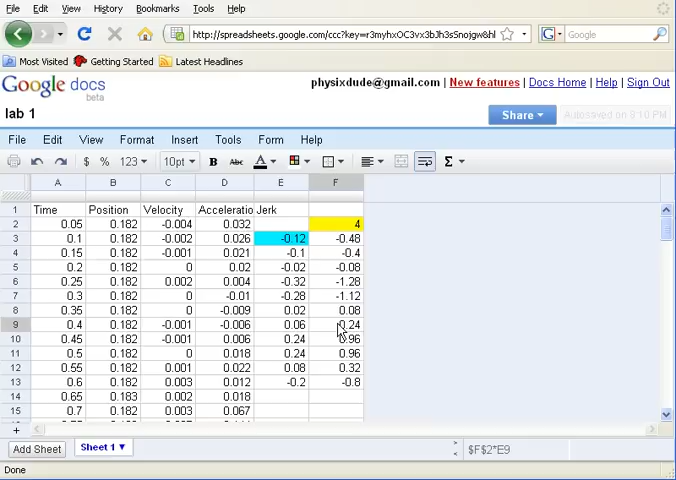 File Edit View History Bookmarks Tools Help
http://spreadsheets.google.com/ccc?key=r3myhxOC3vx3bJh3s5nojgw&hl Google
Most Visited Getting Started Latest Headlines
Google docs
beta
physixdude@gmail.com | New features | Docs Home | Help | Sign Out
lab 1
Share Autosaved on 9:10 PM
File Edit View Format Insert Tools Form Help
$ % 123 10pt B Abc A Σ
A B C D E F
1 Time Position Velocity Acceleratio Jerk
2 0.05 0.182 -0.004 0.032 4
3 0.1 0.182 -0.002 0.026 -0.12 -0.48
4 0.15 0.182 -0.001 0.021 -0.1 -0.4
5 0.2 0.182 0 0.02 -0.02 -0.08
6 0.25 0.182 0.002 0.004 -0.32 -1.28
7 0.3 0.182 0 -0.01 -0.28 -1.12
8 0.35 0.182 0 -0.009 0.02 0.08
9 0.4 0.182 -0.001 -0.006 0.06 0.24
10 0.45 0.182 -0.001 0.006 0.24 0.96
11 0.5 0.182 0 0.018 0.24 0.96
12 0.55 0.182 0.001 0.022 0.08 0.32
13 0.6 0.182 0.003 0.012 -0.2 -0.8
14 0.65 0.183 0.002 0.018
15 0.7 0.182 0.003 0.067
Add Sheet Sheet 1 $F$2*E9
Done